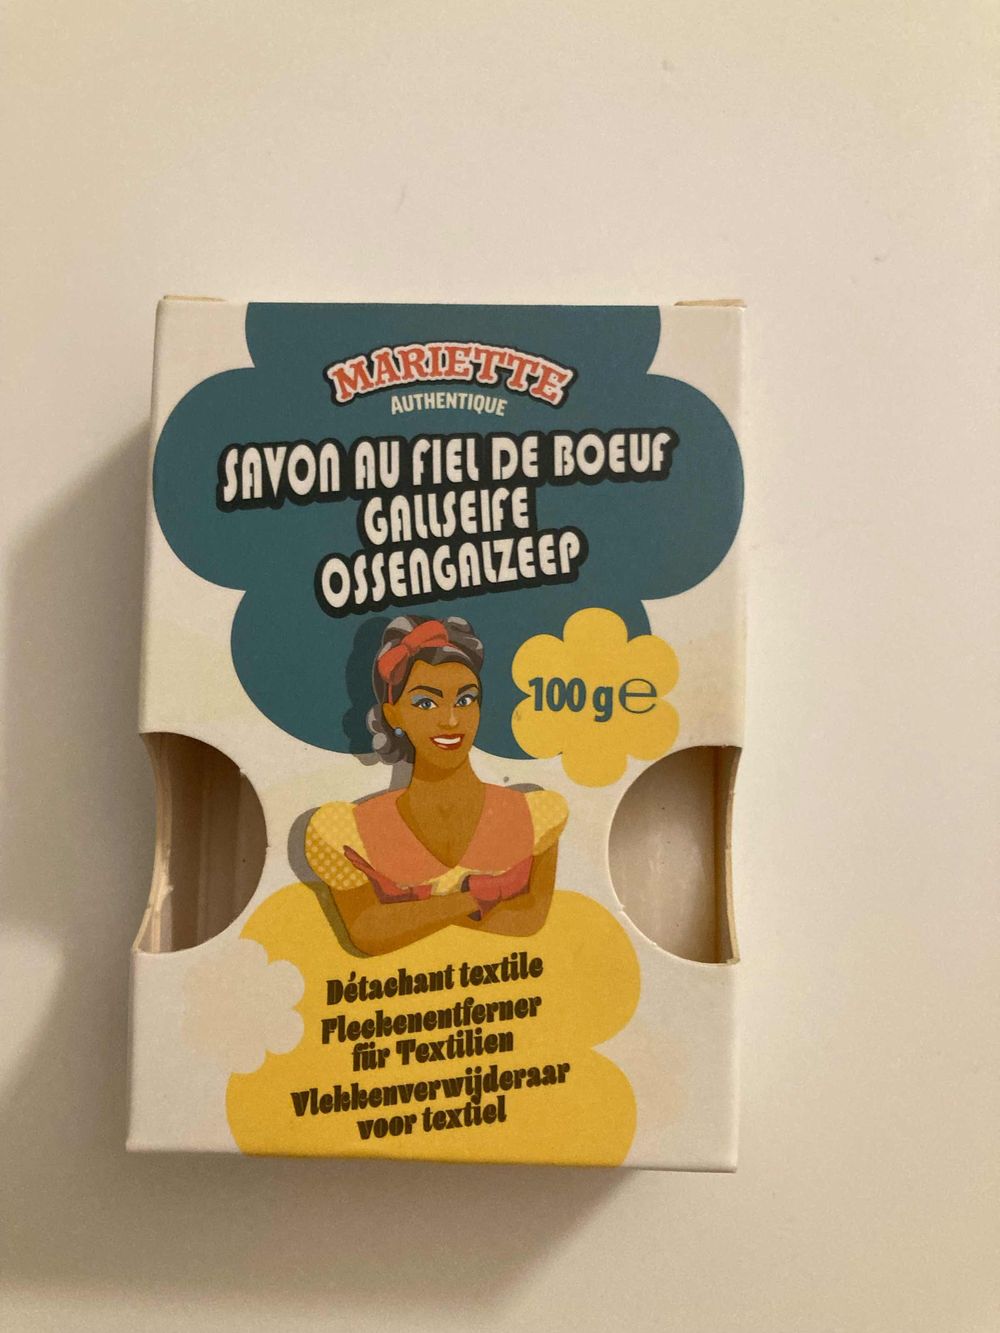 MARIETTE
AUTHENTIQUE
SAVON AU FIEL DE BOEUF
GALLSEIFE
OSSENGALZEEP
100 g ℮
Détachant textile
Fleckenentferner
für Textilien
Vlekkenverwijderaar
voor textiel